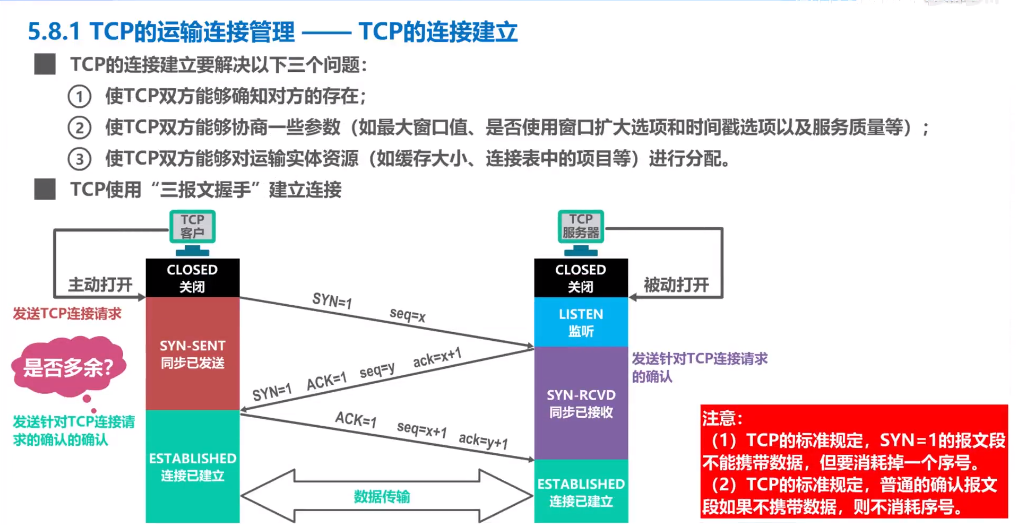 5.8.1 TCP的运输连接管理 —— TCP的连接建立
TCP的连接建立要解决以下三个问题：
① 使TCP双方能够确知对方的存在；
② 使TCP双方能够协商一些参数（如最大窗口值、是否使用窗口扩大选项和时间戳选项以及服务质量等）；
③ 使TCP双方能够对运输实体资源（如缓存大小、连接表中的项目等）进行分配。
TCP使用“三报文握手”建立连接
TCP
客户
TCP
服务器
主动打开
CLOSED
关闭
CLOSED
关闭
被动打开
发送TCP连接请求
SYN=1 seq=x
LISTEN
监听
是否多余?
SYN-SENT
同步已发送
SYN=1 ACK=1 seq=y ack=x+1
发送针对TCP连接请求
的确认
SYN-RCVD
同步已接收
发送针对TCP连接请
求的确认的确认
ACK=1 seq=x+1 ack=y+1
ESTABLISHED
连接已建立
数据传输
ESTABLISHED
连接已建立
注意：
（1）TCP的标准规定，SYN=1的报文段
不能携带数据，但要消耗掉一个序号。
（2）TCP的标准规定，普通的确认报文
段如果不携带数据，则不消耗序号。